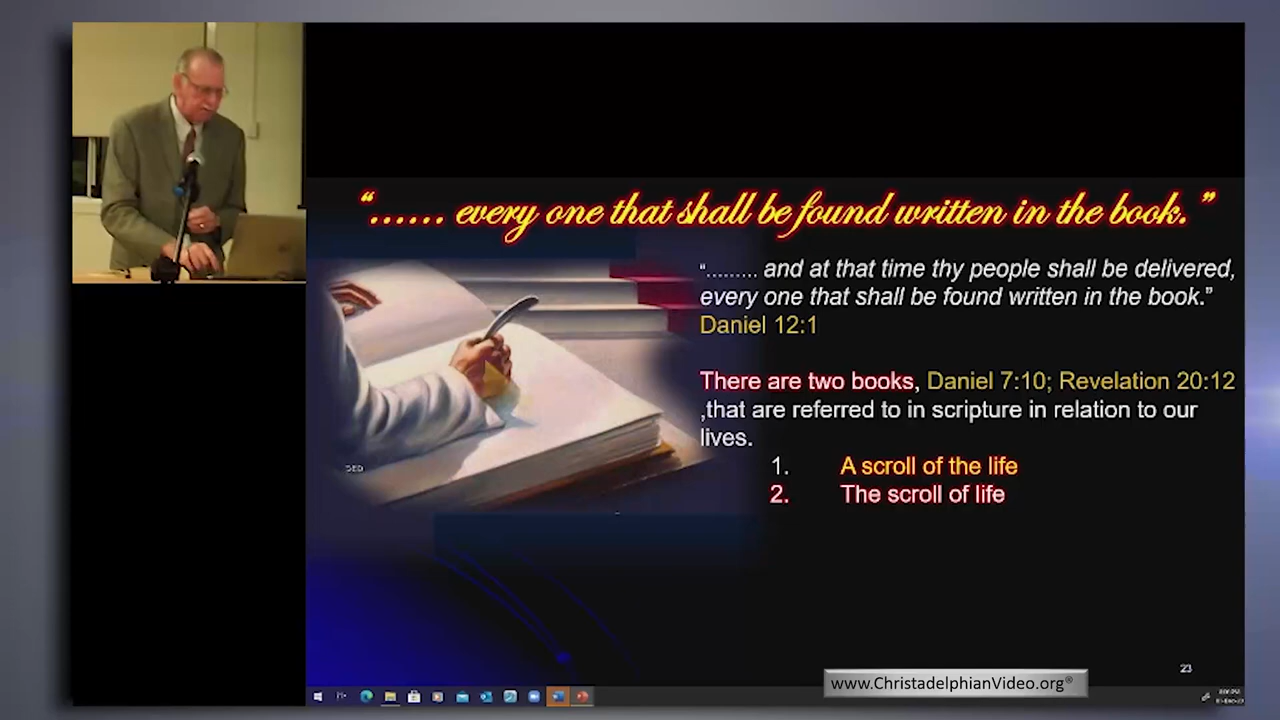 “...... every one that shall be found written in the book.”
“......... and at that time thy people shall be delivered,
every one that shall be found written in the book.”
Daniel 12:1
There are two books, Daniel 7:10; Revelation 20:12
,that are referred to in scripture in relation to our
lives.
1. A scroll of the life
2. The scroll of life
23
www.ChristadelphianVideo.org®